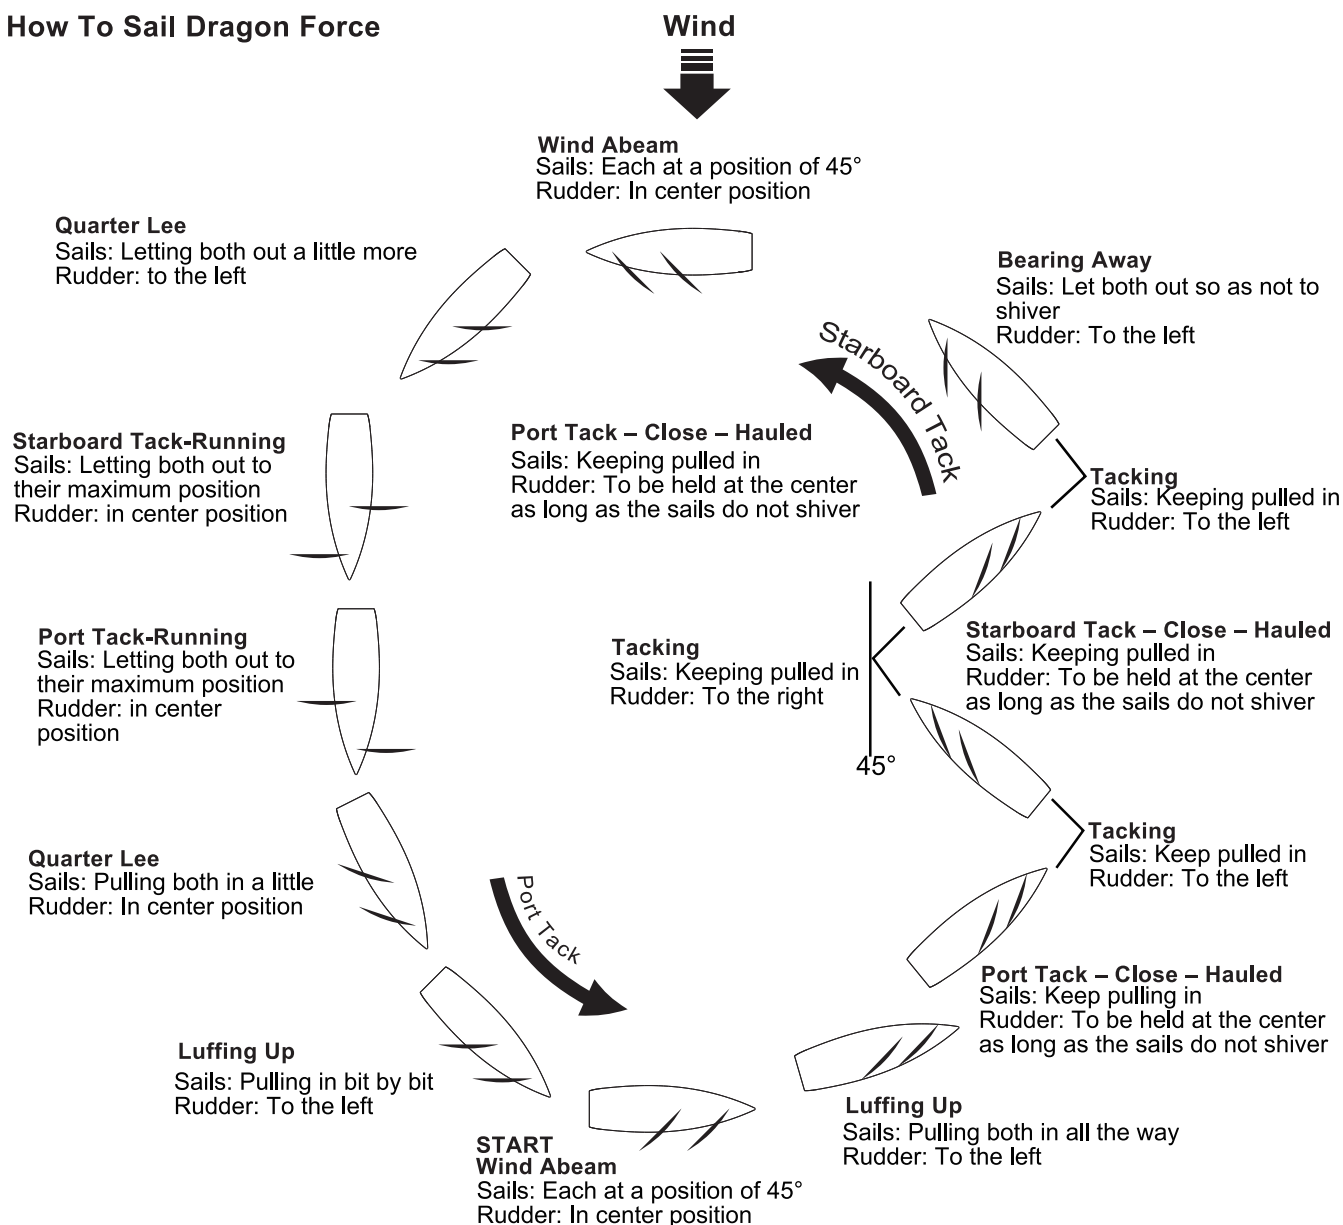 How To Sail Dragon Force
Wind
Wind Abeam
Sails: Each at a position of 45°
Rudder: In center position
Quarter Lee
Sails: Letting both out a little more
Rudder: to the left
Bearing Away
Sails: Let both out so as not to
shiver
Rudder: To the left
Starboard Tack
Starboard Tack-Running
Sails: Letting both out to
their maximum position
Rudder: in center position
Port Tack – Close – Hauled
Sails: Keeping pulled in
Rudder: To be held at the center
as long as the sails do not shiver
Tacking
Sails: Keeping pulled in
Rudder: To the left
Port Tack-Running
Sails: Letting both out to
their maximum position
Rudder: in center
position
Tacking
Sails: Keeping pulled in
Rudder: To the right
45°
Starboard Tack – Close – Hauled
Sails: Keeping pulled in
Rudder: To be held at the center
as long as the sails do not shiver
Tacking
Sails: Keep pulled in
Rudder: To the left
Quarter Lee
Sails: Pulling both in a little
Rudder: In center position
Port Tack
Port Tack – Close – Hauled
Sails: Keep pulling in
Rudder: To be held at the center
as long as the sails do not shiver
Luffing Up
Sails: Pulling in bit by bit
Rudder: To the left
START
Wind Abeam
Sails: Each at a position of 45°
Rudder: In center position
Luffing Up
Sails: Pulling both in all the way
Rudder: To the left